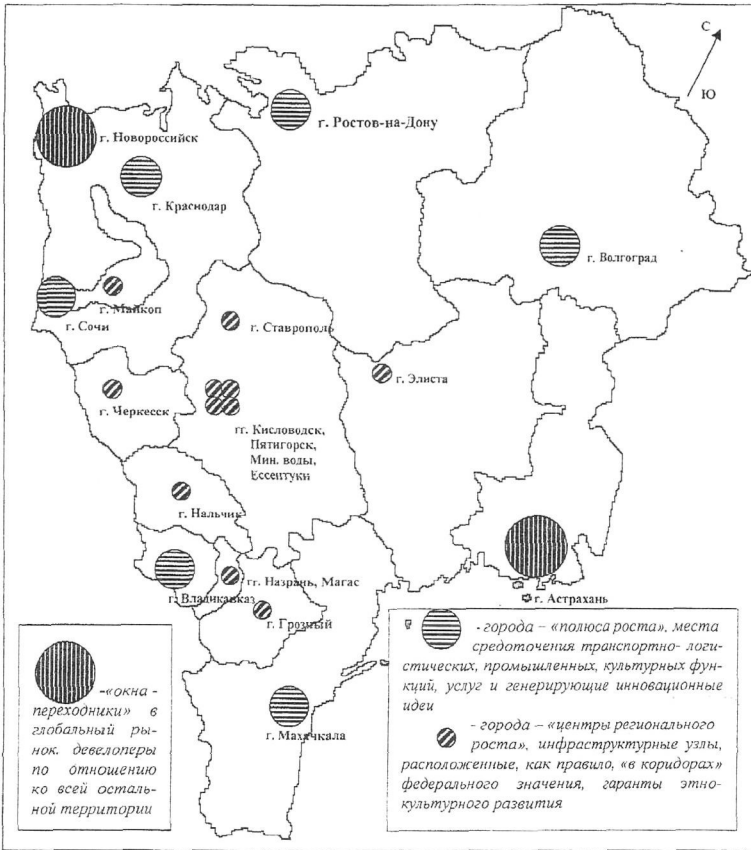 С
Ю
г. Новороссийск
г. Ростов-на-Дону
г. Краснодар
г. Волгоград
г. Майкоп
г. Сочи
г. Ставрополь
г. Элиста
г. Черкесск
гг. Кисловодск,
Пятигорск,
Мин. воды,
Ессентуки
г. Нальчик
гг. Назрань, Магас
г. Владикавказ
г. Грозный
г. Астрахань
г. Махачкала
-«окна -
переходники» в
глобальный ры-
нок, девелоперы
по отношению
ко всей осталь-
ной территории
- города – «полюса роста», места
средоточения транспортно- логи-
стических, промышленных, культурных фун-
кций, услуг и генерирующие инновационные
идеи
- города – «центры регионального
роста», инфраструктурные узлы,
расположенные, как правило, «в коридорах»
федерального значения, гаранты этно-
культурного развития